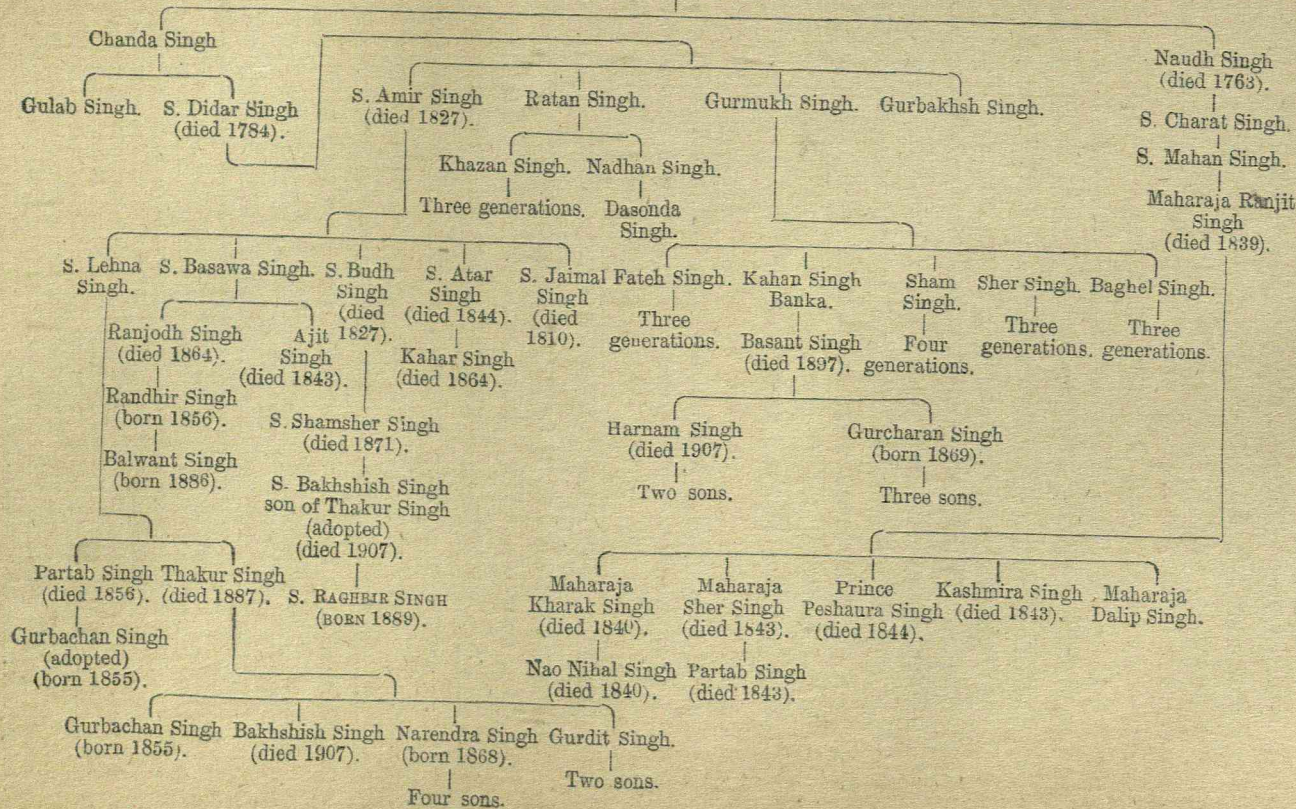 Chanda Singh
Naudh Singh
(died 1763).
Gulab Singh.
S. Didar Singh
(died 1784).
S. Amir Singh
(died 1827).
Ratan Singh.
Gurmukh Singh.
Gurbakhsh Singh.
S. Charat Singh.
S. Mahan Singh.
Khazan Singh.
Nadhan Singh.
Three generations.
Dasonda
Singh.
Maharaja Ranjit
Singh
(died 1839).
S. Lehna
Singh.
S. Basawa Singh.
S. Budh
Singh
(died
1827).
S. Atar
Singh
(died 1844).
S. Jaimal
Singh
(died
1810).
Fateh Singh.
Kahan Singh
Banka.
Sham
Singh.
Sher Singh.
Baghel Singh.
Ranjodh Singh
(died 1864).
Ajit
Singh
(died 1843).
Kahar Singh
(died 1864).
Three
generations.
Basant Singh
(died 1897).
Four
generations.
Three
generations.
Three
generations.
Randhir Singh
(born 1856).
S. Shamsher Singh
(died 1871).
Harnam Singh
(died 1907).
Gurcharan Singh
(born 1869).
Balwant Singh
(born 1886).
S. Bakhshish Singh
son of Thakur Singh
(adopted)
(died 1907).
Two sons.
Three sons.
Partab Singh
(died 1856).
Thakur Singh
(died 1887).
S. RAGHBIR SINGH
(BORN 1889).
Maharaja
Kharak Singh
(died 1840).
Maharaja
Sher Singh
(died 1843).
Prince
Peshaura Singh
(died 1844).
Kashmira Singh
(died 1843).
Maharaja
Dalip Singh.
Gurbachan Singh
(adopted)
(born 1855).
Nao Nihal Singh
(died 1840).
Partab Singh
(died 1843).
Gurbachan Singh
(born 1855).
Bakhshish Singh
(died 1907).
Narendra Singh
(born 1868).
Gurdit Singh.
Four sons.
Two sons.